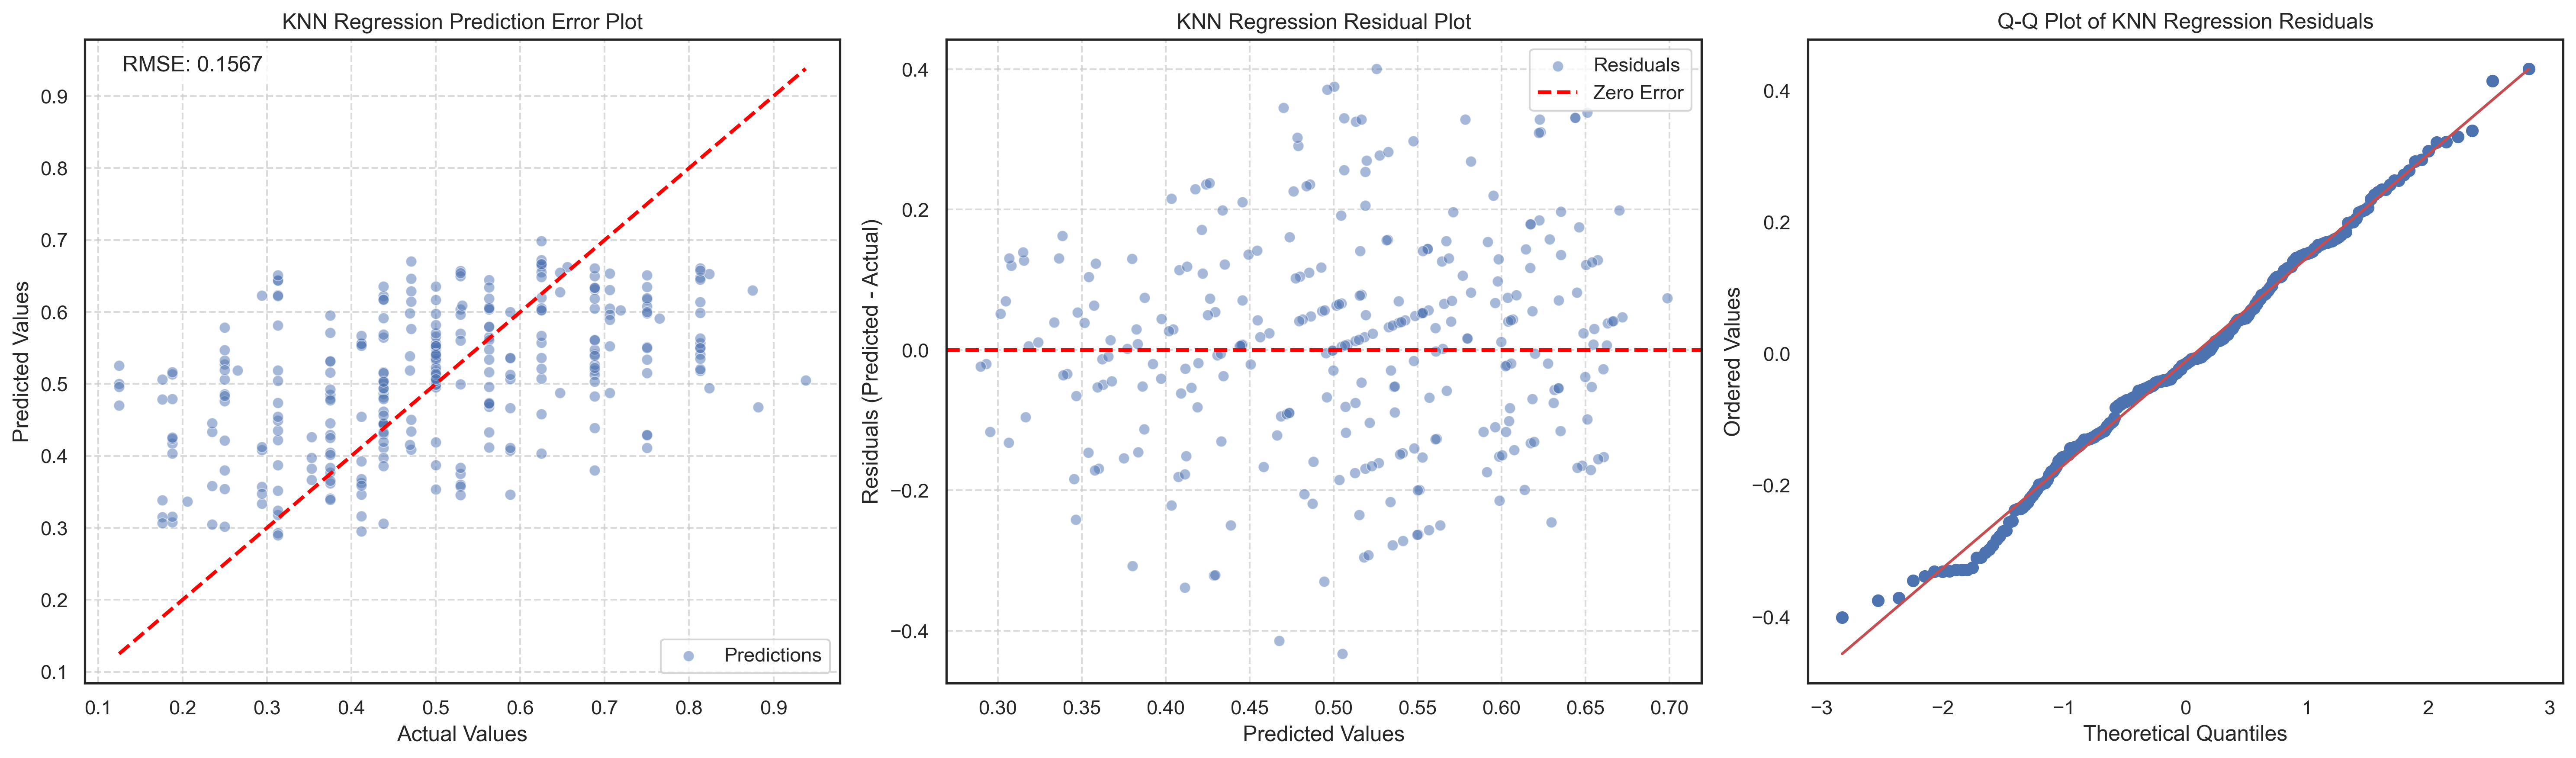 KNN Regression Prediction Error Plot
RMSE: 0.1567
Predicted Values
0.9
0.8
0.7
0.6
0.5
0.4
0.3
0.2
0.1
Predictions
0.1 0.2 0.3 0.4 0.5 0.6 0.7 0.8 0.9
Actual Values
KNN Regression Residual Plot
Residuals
Zero Error
Residuals (Predicted - Actual)
0.4
0.2
0.0
−0.2
−0.4
0.30 0.35 0.40 0.45 0.50 0.55 0.60 0.65 0.70
Predicted Values
Q-Q Plot of KNN Regression Residuals
Ordered Values
0.4
0.2
0.0
−0.2
−0.4
−3 −2 −1 0 1 2 3
Theoretical Quantiles